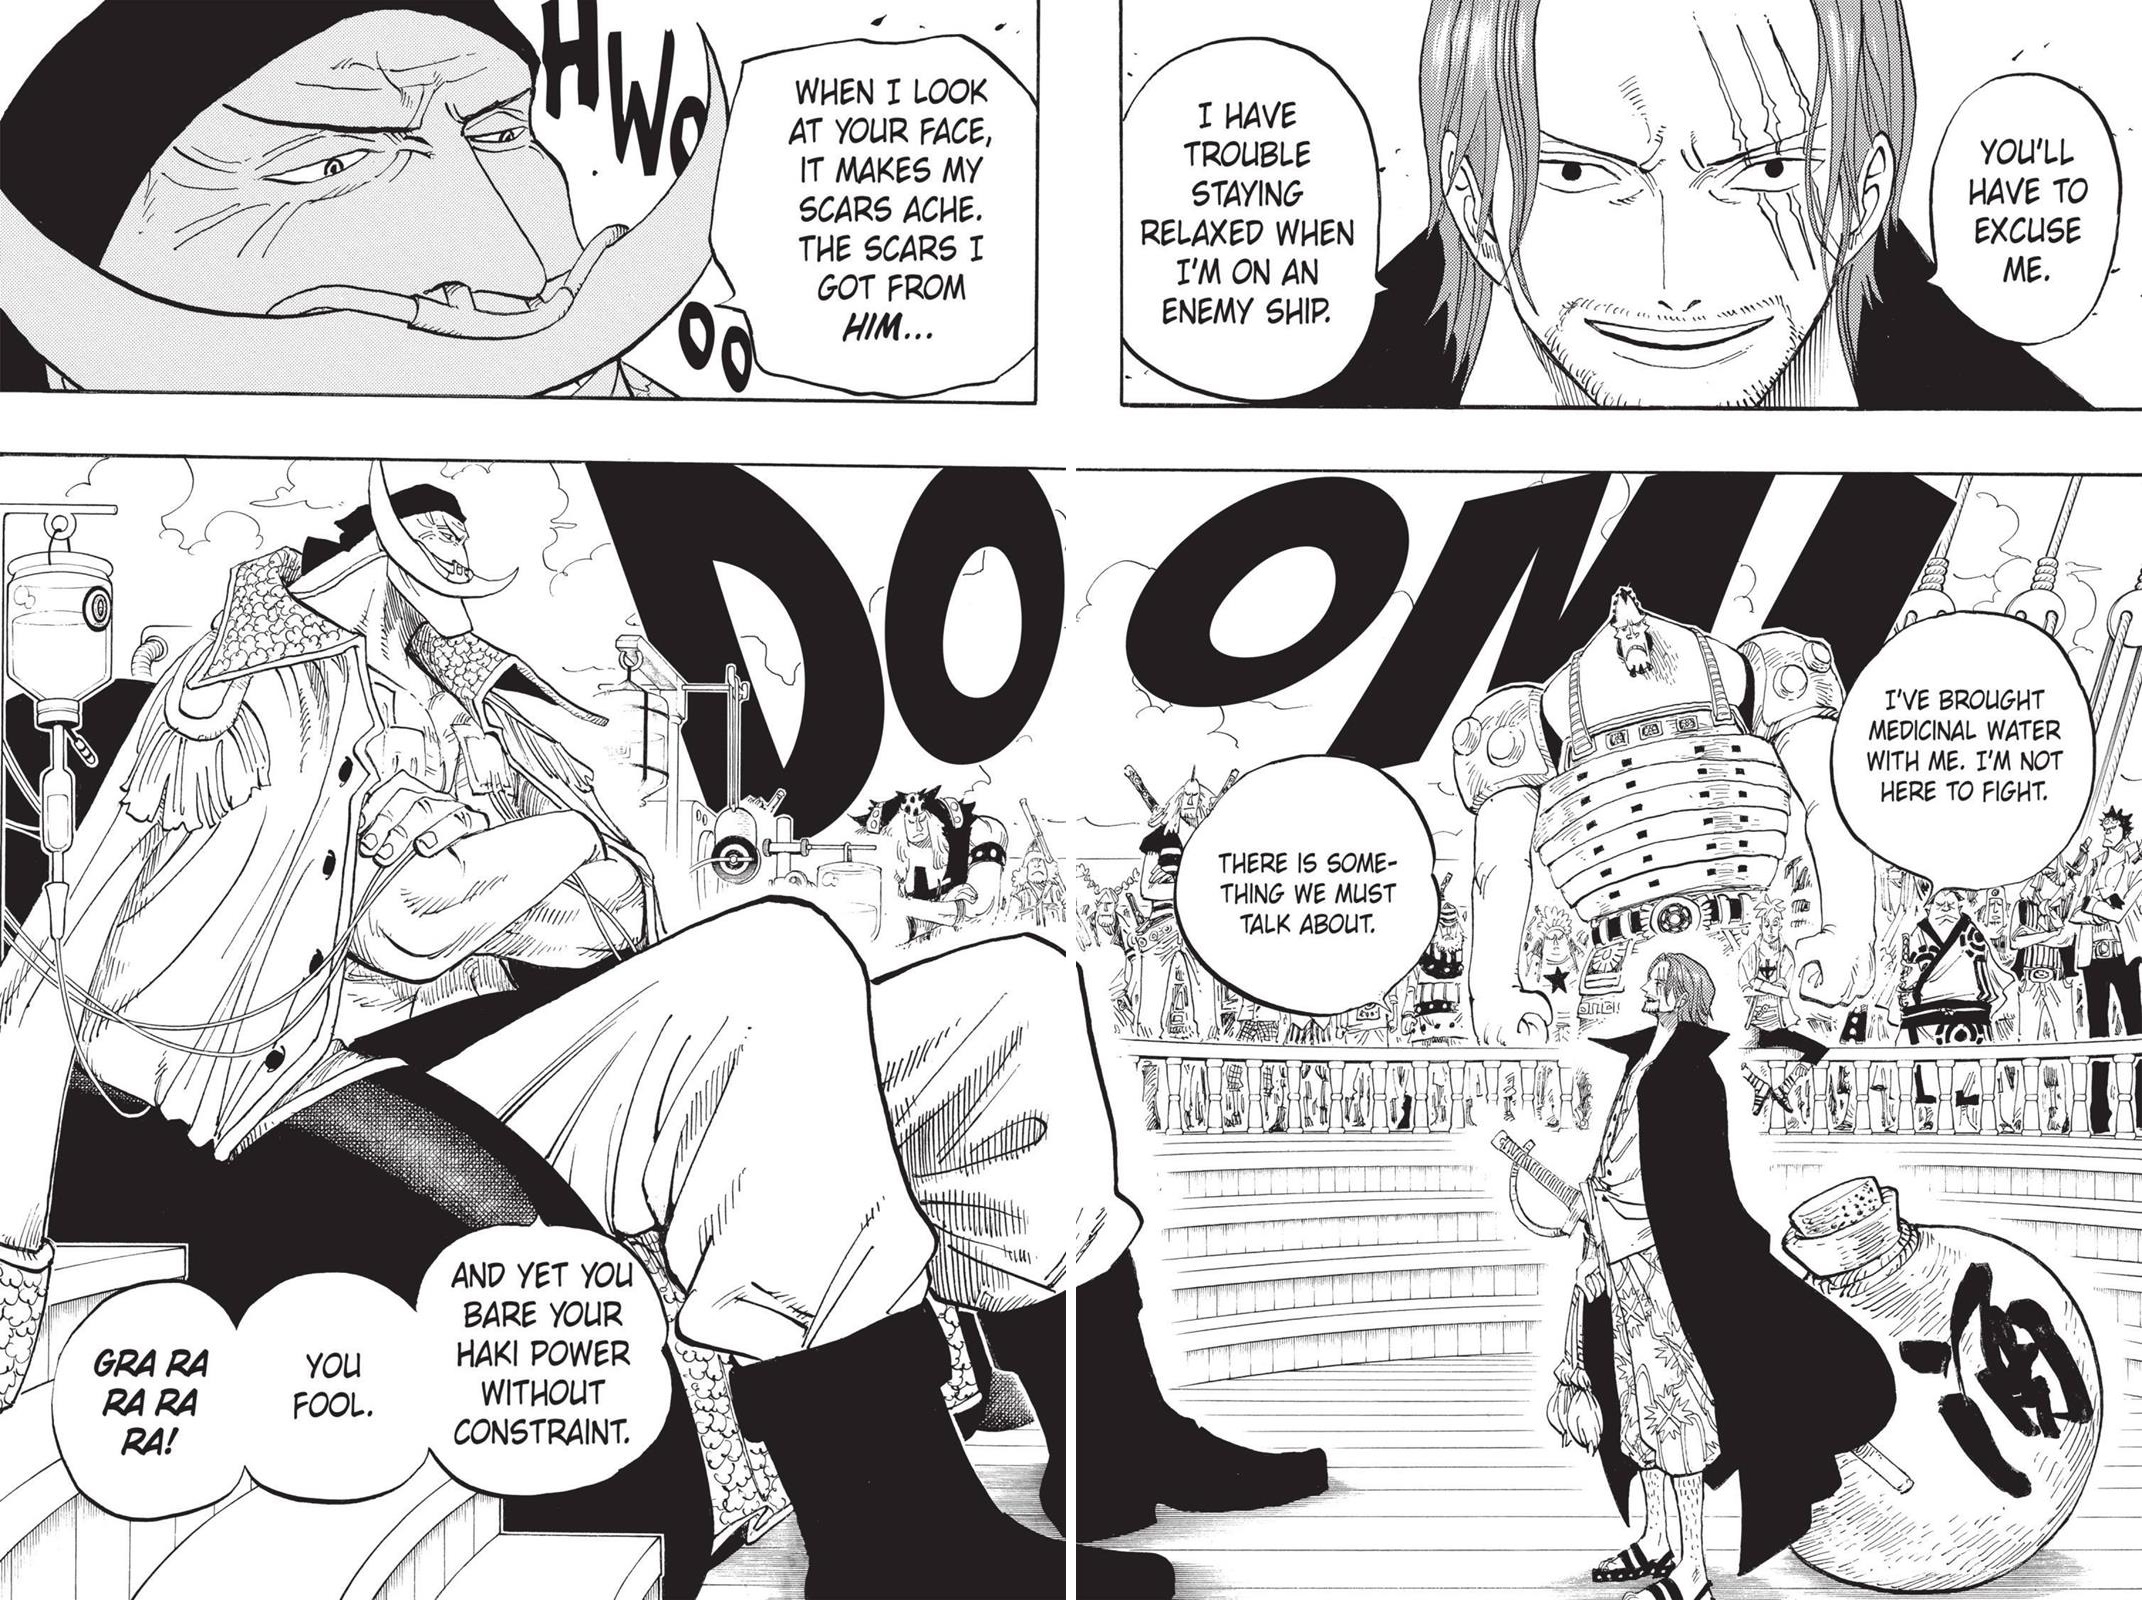 YOU'LL
HAVE TO
EXCUSE
ME.
I HAVE
TROUBLE
STAYING
RELAXED WHEN
I'M ON AN
ENEMY SHIP.
WHEN I LOOK
AT YOUR FACE,
IT MAKES MY
SCARS ACHE.
THE SCARS I
GOT FROM
HIM...
HWOOO
DOOM!
I'VE BROUGHT
MEDICINAL WATER
WITH ME. I'M NOT
HERE TO FIGHT.
THERE IS SOME-
THING WE MUST
TALK ABOUT.
酒
AND YET YOU
BARE YOUR
HAKI POWER
WITHOUT
CONSTRAINT.
YOU
FOOL.
GRA RA
RA RA
RA!